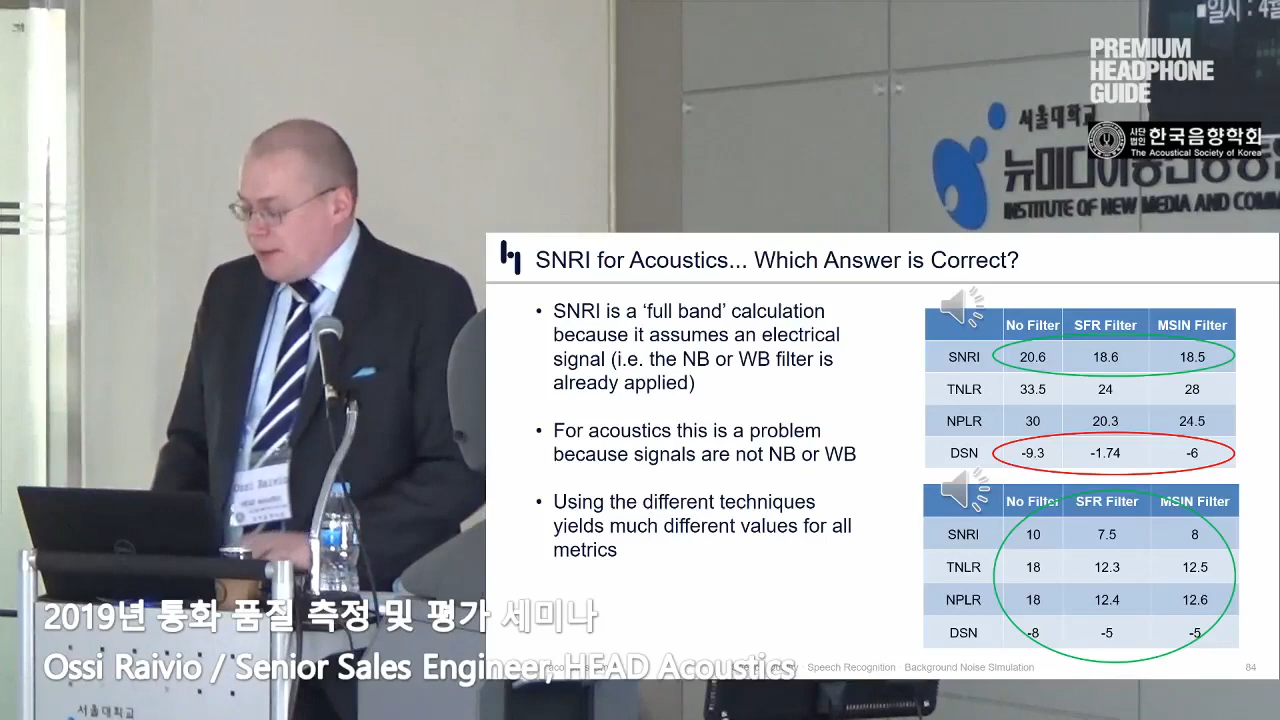 ■일시 : 4월
PREMIUM
HEADPHONE
GUIDE
사단
법인 한국음향학회
The Acoustical Society of Korea
서울대학교
INSTITUTE OF NEW MEDIA AND COMM
SNRI for Acoustics... Which Answer is Correct?
• SNRI is a ‘full band’ calculation
because it assumes an electrical
signal (i.e. the NB or WB filter is
already applied)
• For acoustics this is a problem
because signals are not NB or WB
• Using the different techniques
yields much different values for all
metrics
No Filter SFR Filter MSIN Filter
SNRI 20.6 18.6 18.5
TNLR 33.5 24 28
NPLR 30 20.3 24.5
DSN -9.3 -1.74 -6
No Filter SFR Filter MSIN Filter
SNRI 10 7.5 8
TNLR 18 12.3 12.5
NPLR 18 12.4 12.6
DSN -8 -5 -5
Ossi Raivio
2019년 통화 품질 측정 및 평가 세미나
Ossi Raivio / Senior Sales Engineer, HEAD Acoustics
Speech Recognition Background Noise Simulation
84
서울대학교